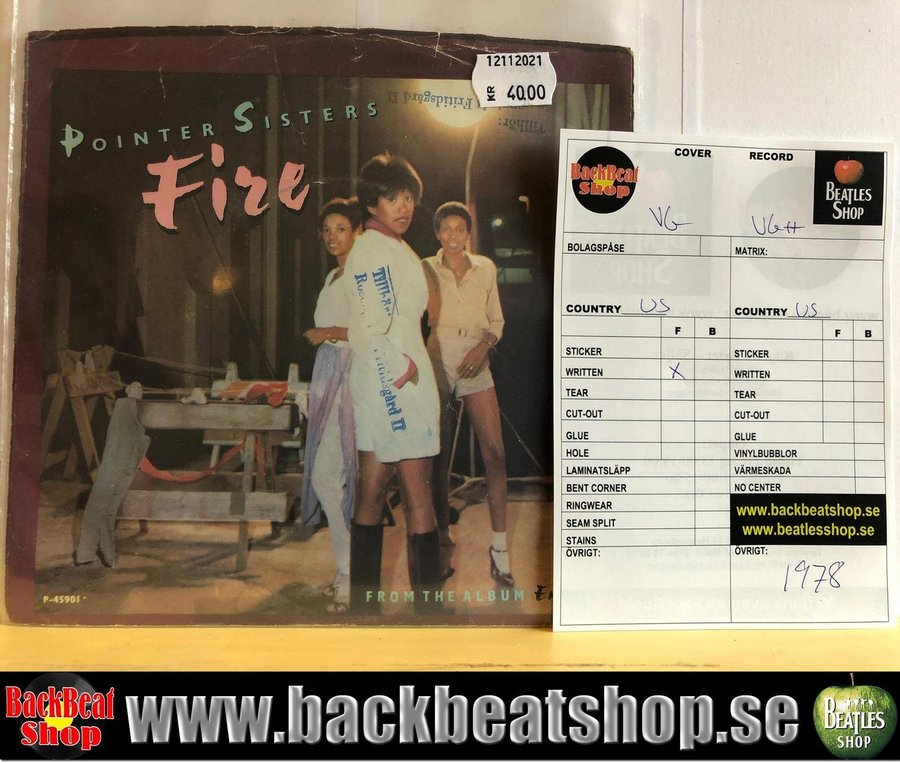 POINTER SISTERS
Fire
12112021
KR 40.00
Tillhör:
Fritidsgård II
Tillhör
Fritidsgård II
P-45901
FROM THE ALBUM
BackBeat
Shop
COVER
RECORD
BEATLES
SHOP
VG
VG++
BOLAGSPÅSE
MATRIX:
COUNTRY US
COUNTRY US
F B
F B
STICKER
STICKER
WRITTEN X
WRITTEN
TEAR
TEAR
CUT-OUT
CUT-OUT
GLUE
GLUE
HOLE
VINYLBUBBLOR
LAMINATSLÄPP
VÄRMESKADA
BENT CORNER
NO CENTER
RINGWEAR
SEAM SPLIT
STAINS
www.backbeatshop.se
www.beatlesshop.se
ÖVRIGT:
ÖVRIGT:
1978
BackBeat
Shop
www.backbeatshop.se
BEATLES
SHOP